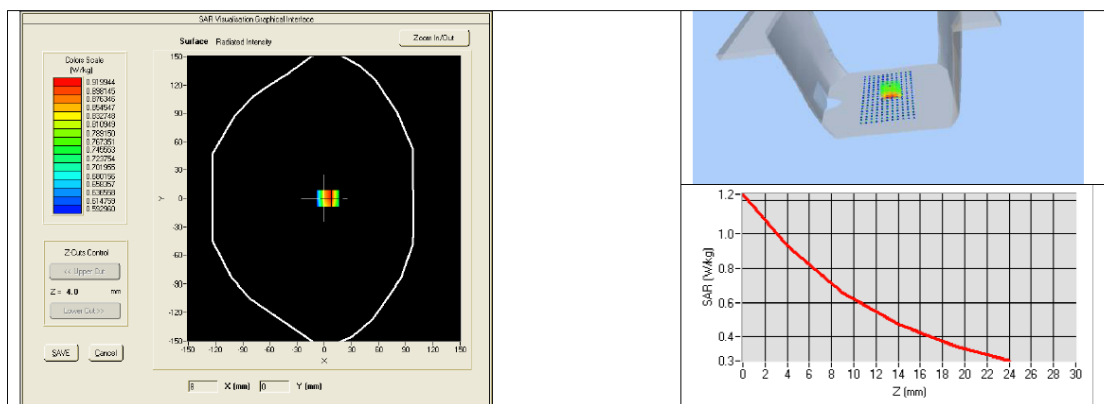 SAR Visualisation Graphical Interface
Surface Radiated Intensity
Zoom In/Out
Colors Scale
(W/kg)
0.919944
0.898145
0.876346
0.854547
0.832748
0.810949
0.789150
0.767351
0.745553
0.723754
0.701955
0.680156
0.658357
0.636558
0.614759
0.592960
Z-Cuts Control
<< Upper Cut
Z = 4.0 mm
Lower Cut >>
SAVE
Cancel
150
120
90
60
30
0
-30
-60
-90
-120
-150
Y
-150 -120 -90 -60 -30 0 30 60 90 120 150
X
8 X (mm) 0 Y (mm)
1.2
1.0
0.8
0.6
0.4
0.3
SAR (W/kg)
0 2 4 6 8 10 12 14 16 18 20 22 24 26 28 30
Z (mm)